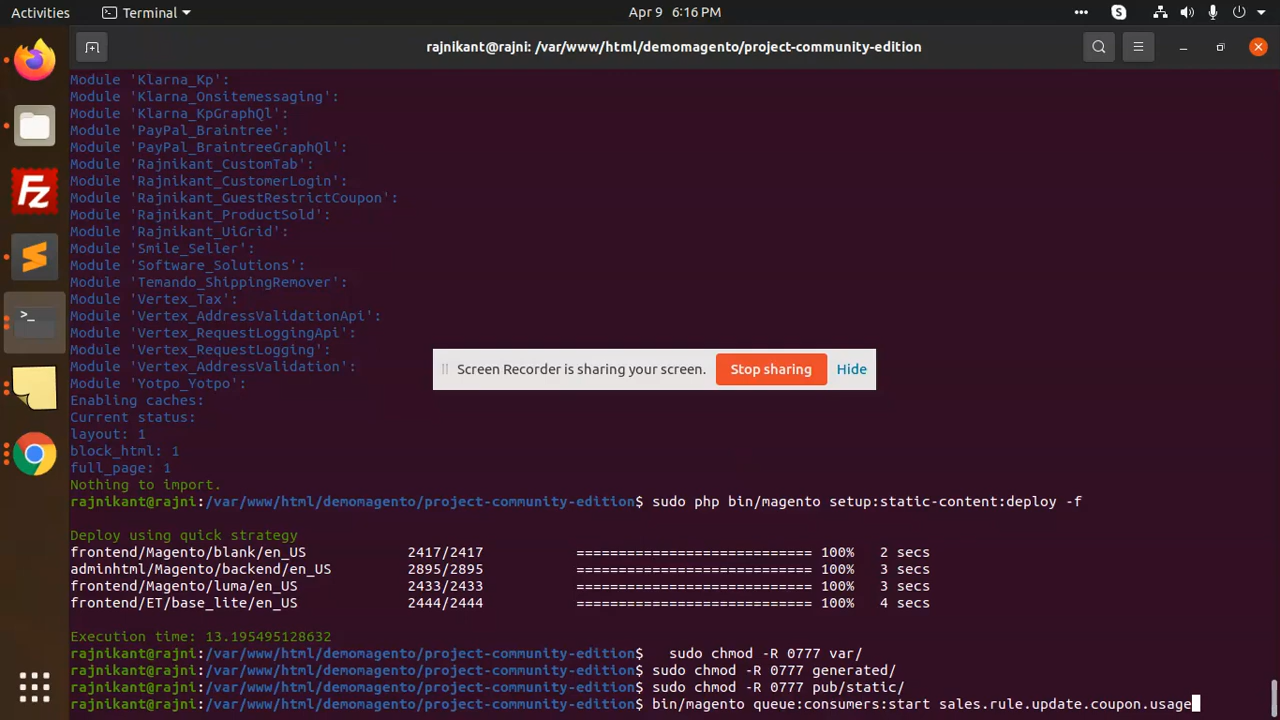 Activities
Terminal
Apr 9 6:16 PM
rajnikant@rajni: /var/www/html/demomagento/project-community-edition
Module 'Klarna_Kp':
Module 'Klarna_Onsitemessaging':
Module 'Klarna_KpGraphQl':
Module 'PayPal_Braintree':
Module 'PayPal_BraintreeGraphQl':
Module 'Rajnikant_CustomTab':
Module 'Rajnikant_CustomerLogin':
Module 'Rajnikant_GuestRestrictCoupon':
Module 'Rajnikant_ProductSold':
Module 'Rajnikant_UiGrid':
Module 'Smile_Seller':
Module 'Software_Solutions':
Module 'Temando_ShippingRemover':
Module 'Vertex_Tax':
Module 'Vertex_AddressValidationApi':
Module 'Vertex_RequestLoggingApi':
Module 'Vertex_RequestLogging':
Module 'Vertex_AddressValidation':
Screen Recorder is sharing your screen. Stop sharing Hide
Module 'Yotpo_Yotpo':
Enabling caches:
Current status:
layout: 1
block_html: 1
full_page: 1
Nothing to import.
rajnikant@rajni:/var/www/html/demomagento/project-community-edition$ sudo php bin/magento setup:static-content:deploy -f
Deploy using quick strategy
frontend/Magento/blank/en_US 2417/2417 ============================ 100% 2 secs
adminhtml/Magento/backend/en_US 2895/2895 ============================ 100% 3 secs
frontend/Magento/luma/en_US 2433/2433 ============================ 100% 3 secs
frontend/ET/base_lite/en_US 2444/2444 ============================ 100% 4 secs
Execution time: 13.195495128632
rajnikant@rajni:/var/www/html/demomagento/project-community-edition$ sudo chmod -R 0777 var/
rajnikant@rajni:/var/www/html/demomagento/project-community-edition$ sudo chmod -R 0777 generated/
rajnikant@rajni:/var/www/html/demomagento/project-community-edition$ sudo chmod -R 0777 pub/static/
rajnikant@rajni:/var/www/html/demomagento/project-community-edition$ bin/magento queue:consumers:start sales.rule.update.coupon.usage